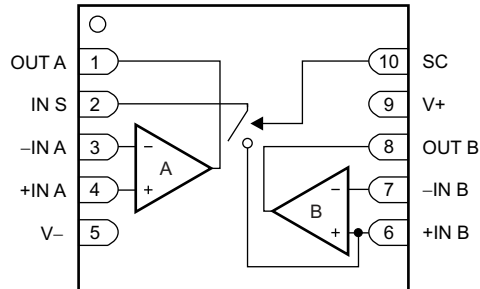 OUT A 1 10 SC
IN S 2 9 V+
–IN A 3 – A 8 OUT B
+IN A 4 + – 7 –IN B
V– 5 B + 6 +IN B